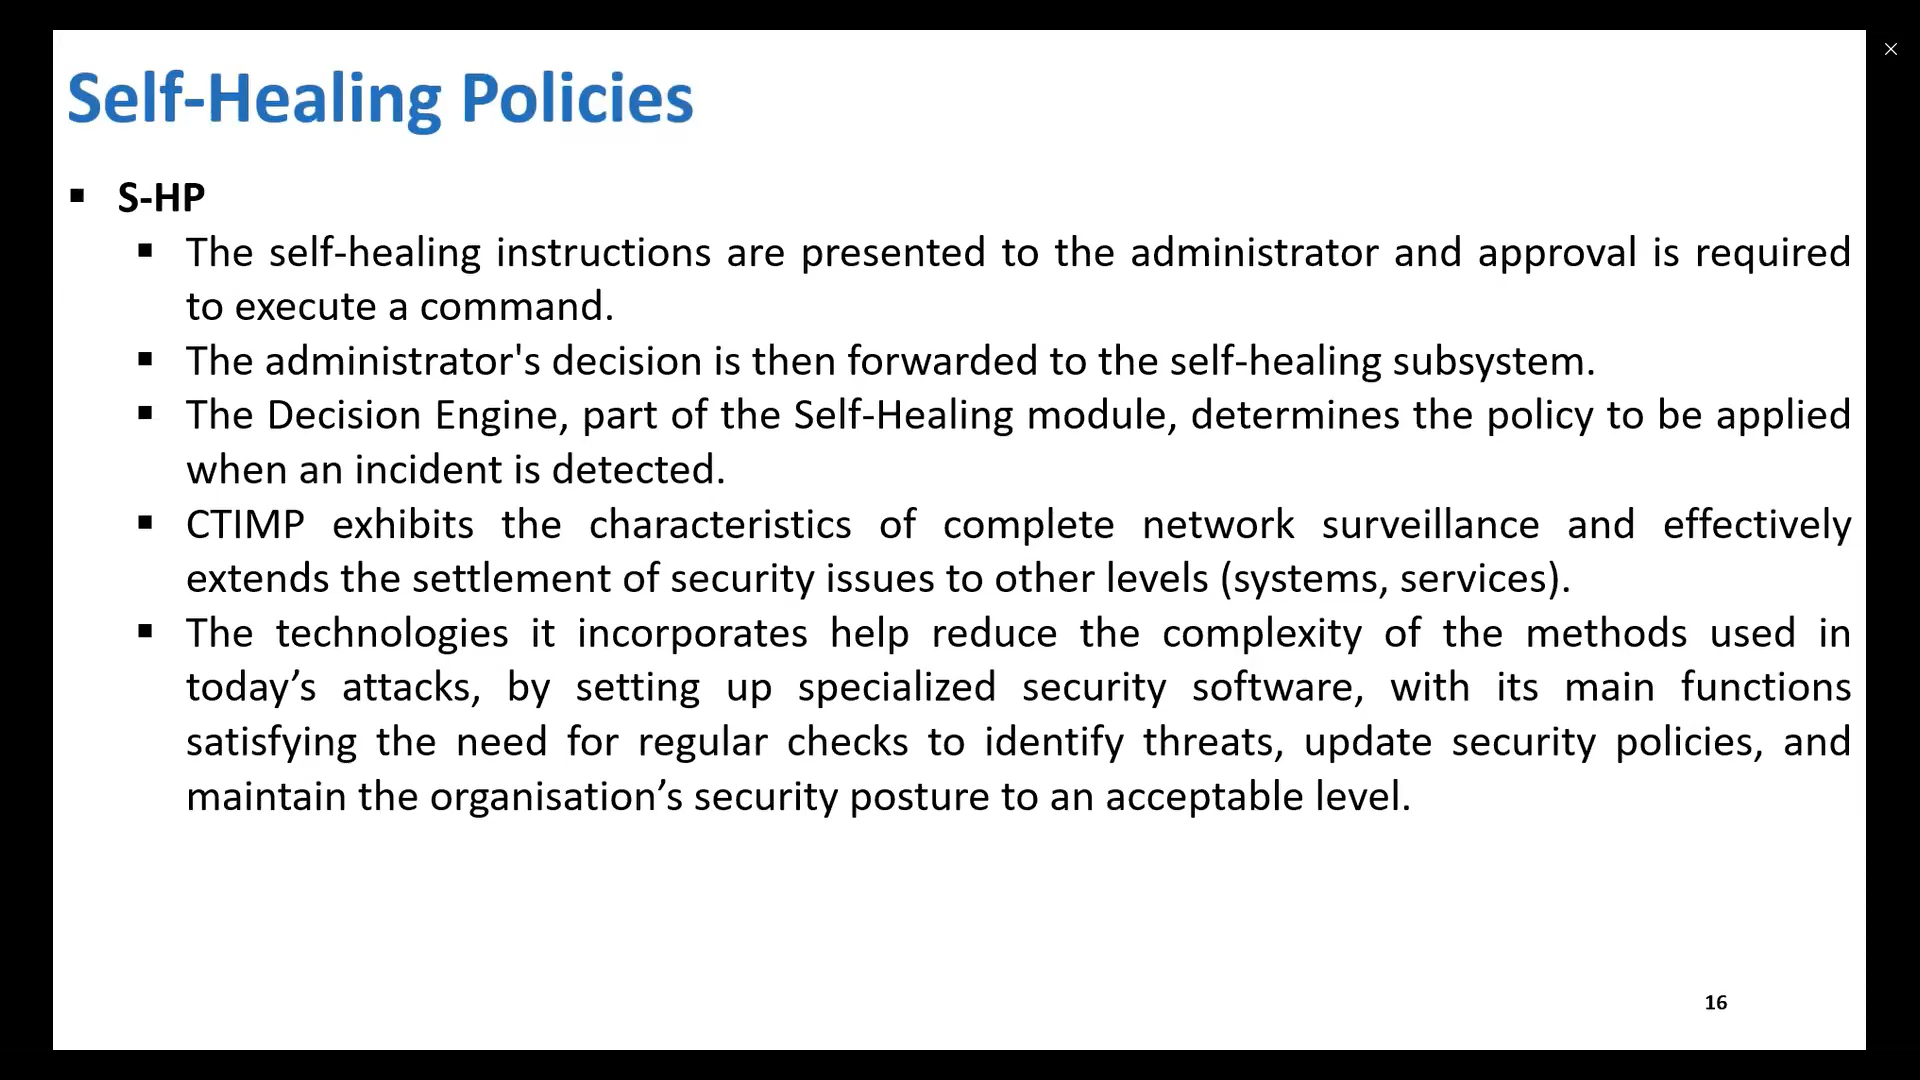 Self-Healing Policies
▪ S-HP
▪ The self-healing instructions are presented to the administrator and approval is required
to execute a command.
▪ The administrator's decision is then forwarded to the self-healing subsystem.
▪ The Decision Engine, part of the Self-Healing module, determines the policy to be applied
when an incident is detected.
▪ CTIMP exhibits the characteristics of complete network surveillance and effectively
extends the settlement of security issues to other levels (systems, services).
▪ The technologies it incorporates help reduce the complexity of the methods used in
today’s attacks, by setting up specialized security software, with its main functions
satisfying the need for regular checks to identify threats, update security policies, and
maintain the organisation’s security posture to an acceptable level.
16